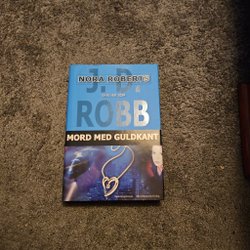 J. D.
NORA ROBERTS
ROBB
MORD MED GULDKANT